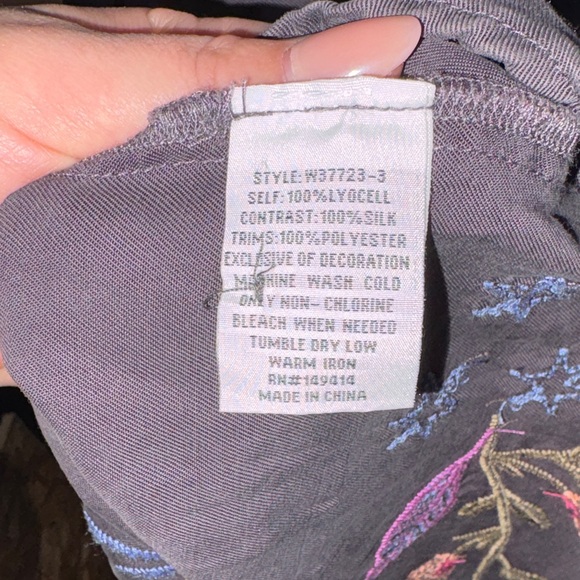 STYLE:W37723-3
SELF:100%LYOCELL
CONTRAST:100%SILK
TRIMS:100%POLYESTER
EXCLUSIVE OF DECORATION
MACHINE WASH COLD
ONLY NON-CHLORINE
BLEACH WHEN NEEDED
TUMBLE DRY LOW
WARM IRON
RN#149414
MADE IN CHINA